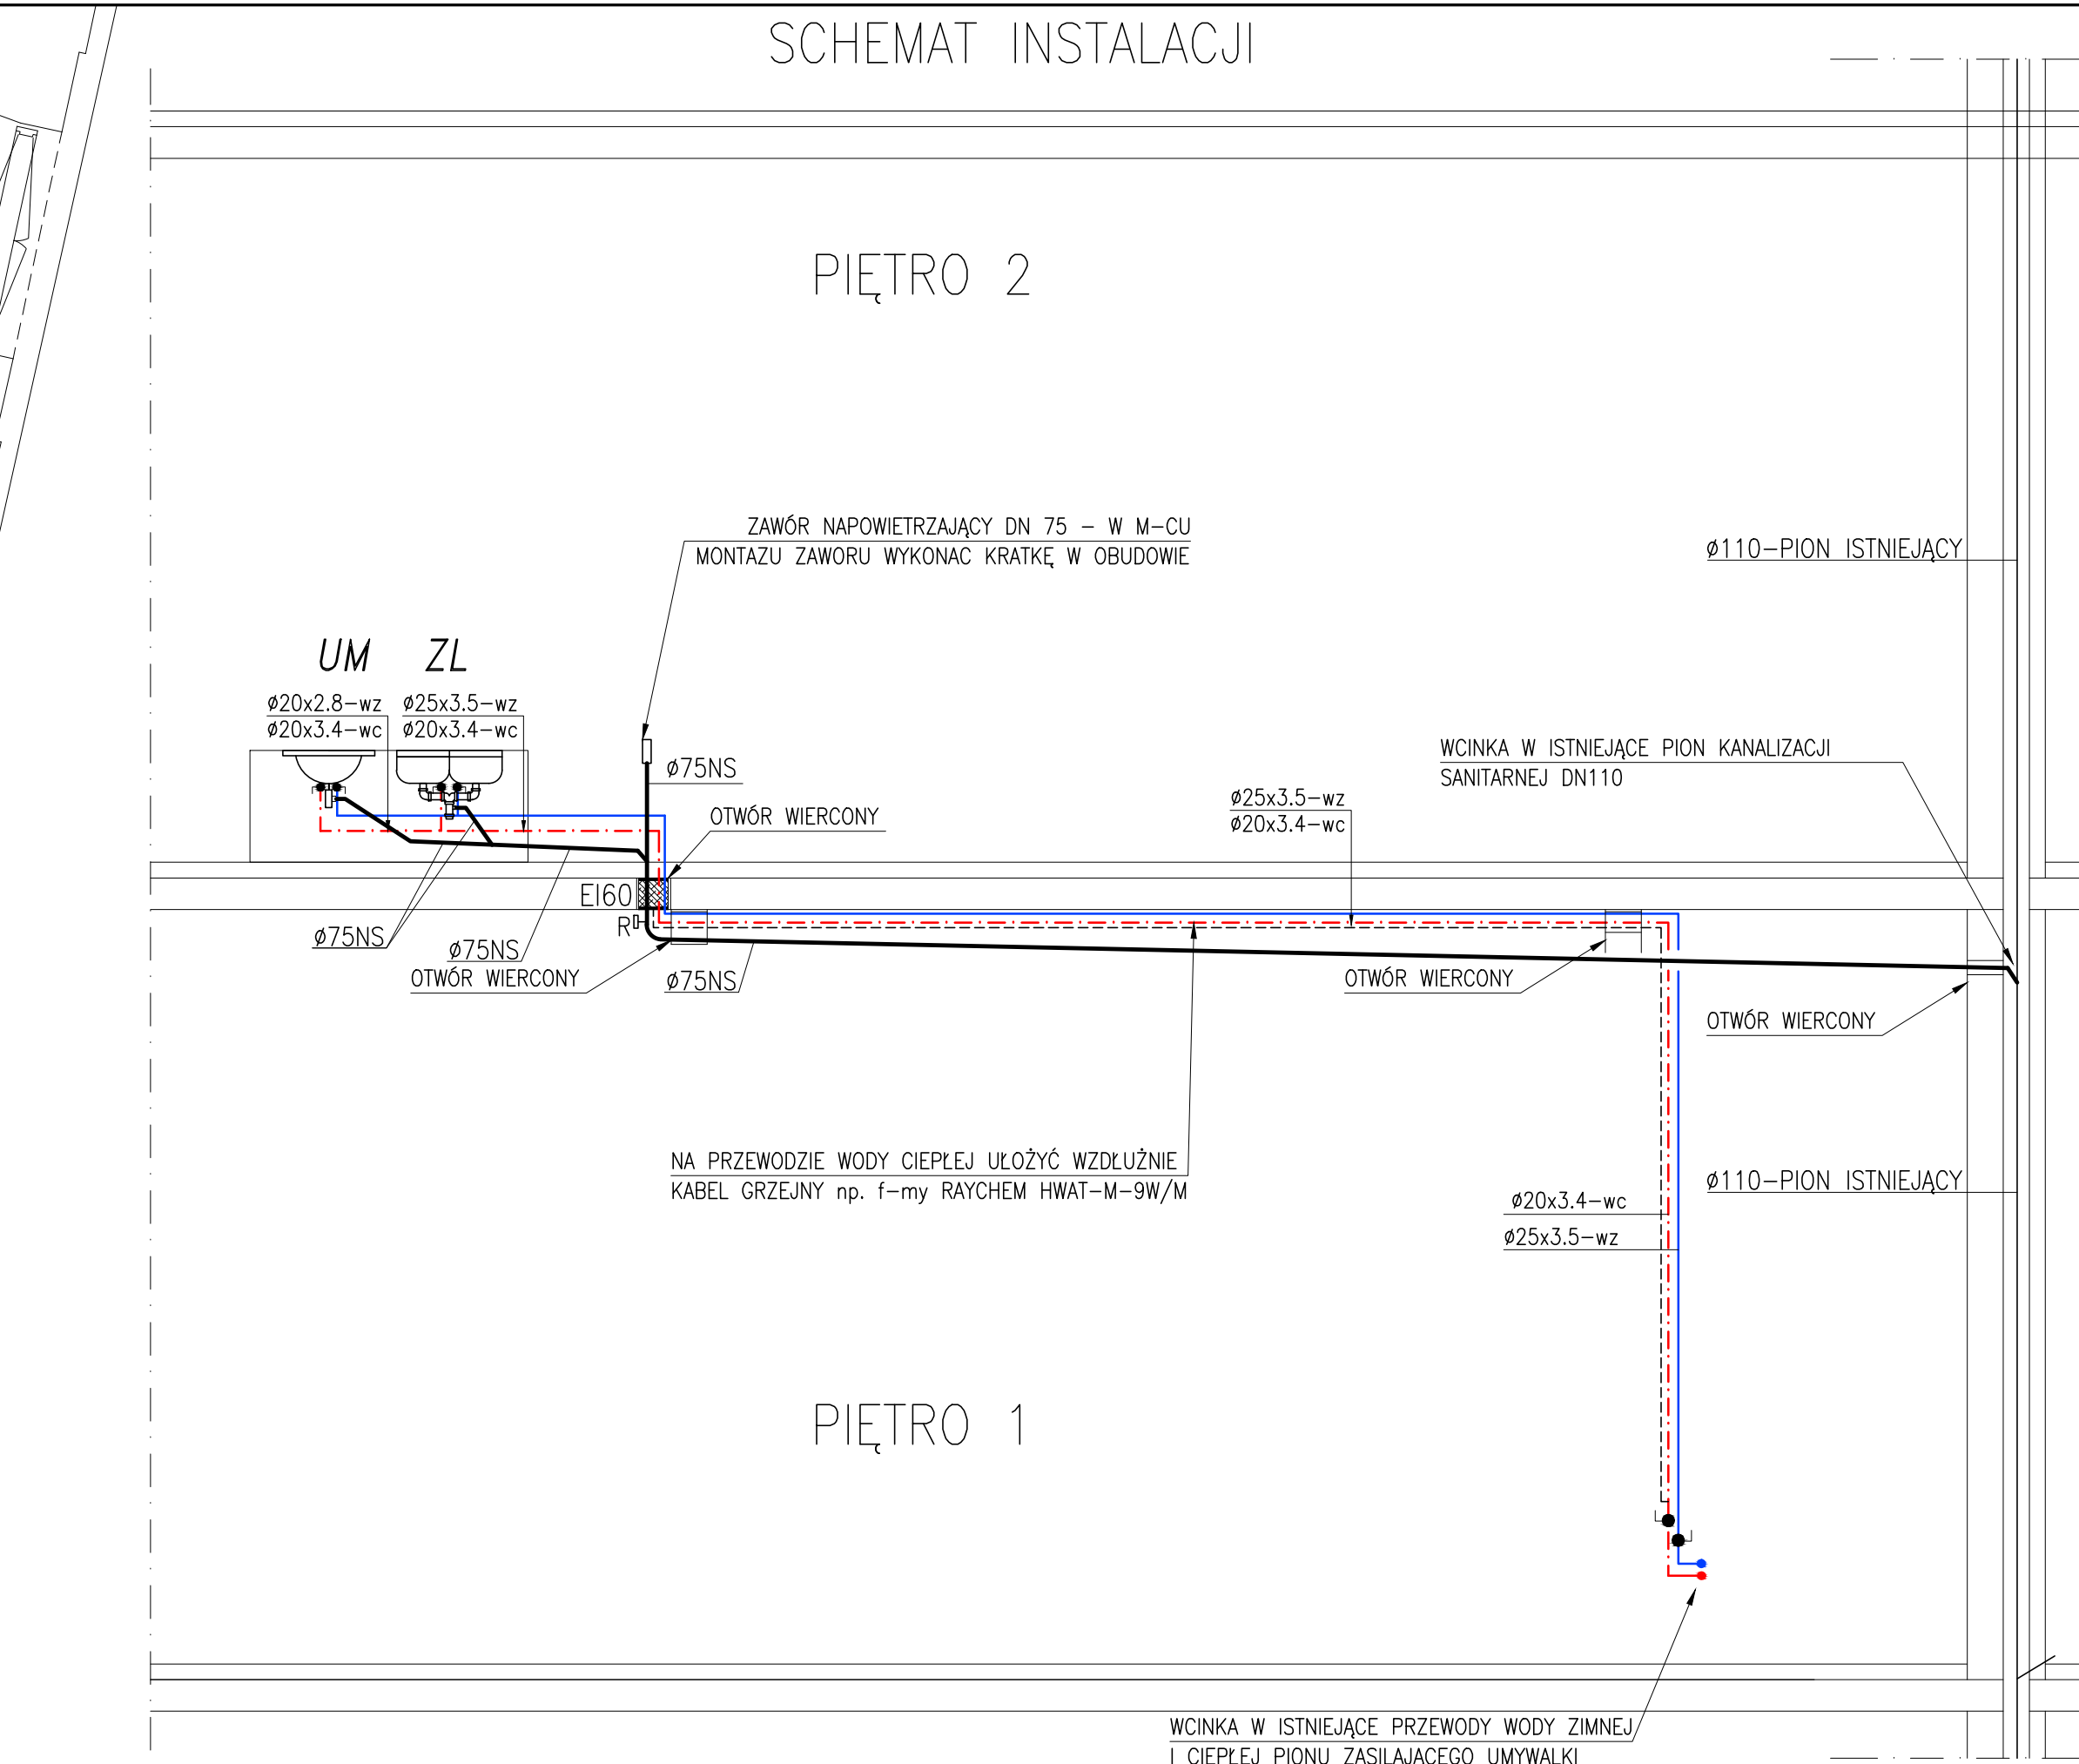 SCHEMAT INSTALACJI
PIĘTRO 2
ZAWÓR NAPOWIETRZAJĄCY DN 75 - W M-CU
MONTAZU ZAWORU WYKONAC KRATKĘ W OBUDOWIE
ø110-PION ISTNIEJĄCY
UM ZL
ø20x2.8-wz ø25x3.5-wz
ø20x3.4-wc ø20x3.4-wc
ø75NS
WCINKA W ISTNIEJĄCE PION KANALIZACJI
SANITARNEJ DN110
OTWÓR WIERCONY
ø25x3.5-wz
ø20x3.4-wc
EI60
R
ø75NS
ø75NS
OTWÓR WIERCONY
ø75NS
OTWÓR WIERCONY
OTWÓR WIERCONY
NA PRZEWODZIE WODY CIEPŁEJ UŁOŻYĆ WZDŁUŻNIE
KABEL GRZEJNY np. f-my RAYCHEM HWAT-M-9W/M
ø110-PION ISTNIEJĄCY
ø20x3.4-wc
ø25x3.5-wz
PIĘTRO 1
WCINKA W ISTNIEJĄCE PRZEWODY WODY ZIMNEJ
I CIEPŁEJ PIONU ZASILAJĄCEGO UMYWALKI